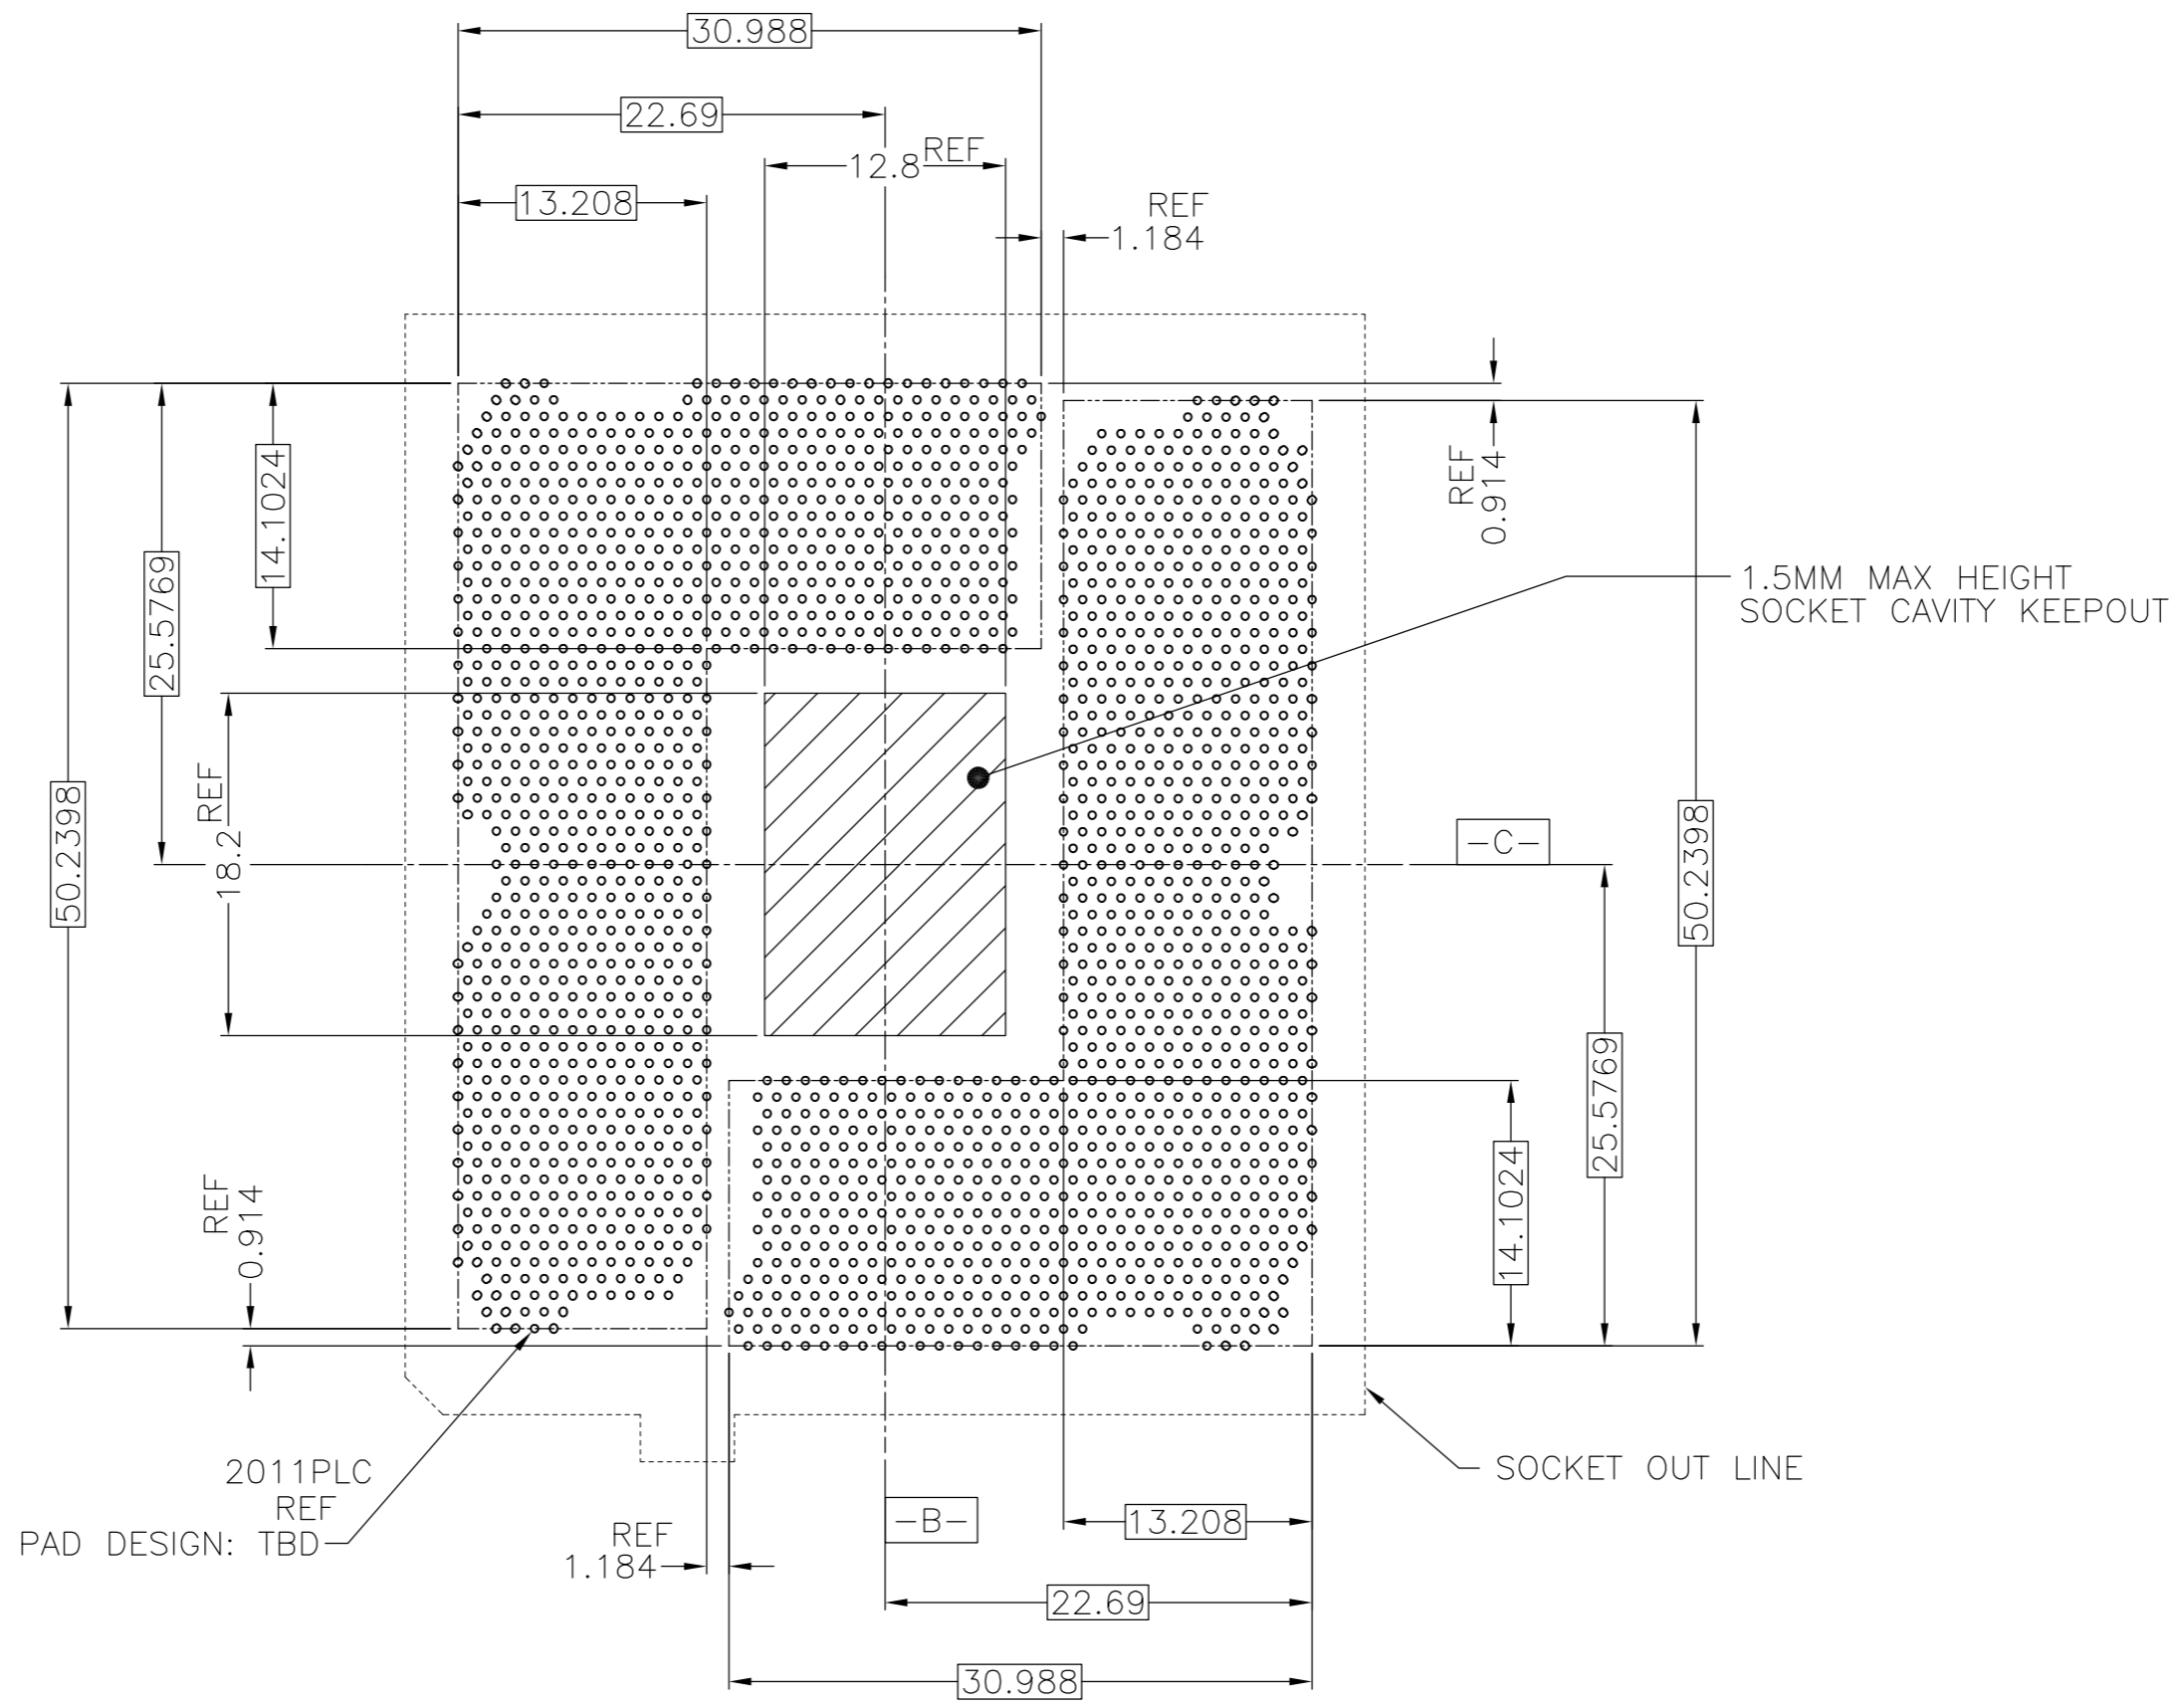 30.988
22.69
12.8 REF
13.208
REF
1.184
REF
0.914
14.1024
25.5769
1.5MM MAX HEIGHT
SOCKET CAVITY KEEPOUT
50.2398
18.2 REF
-C-
50.2398
25.5769
14.1024
REF
0.914
2011PLC
REF
PAD DESIGN: TBD
SOCKET OUT LINE
-B-
13.208
REF
1.184
22.69
30.988